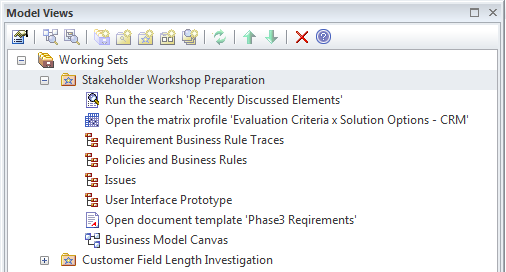 Model Views
Working Sets
Stakeholder Workshop Preparation
Run the search 'Recently Discussed Elements'
Open the matrix profile 'Evaluation Criteria x Solution Options - CRM'
Requirement Business Rule Traces
Policies and Business Rules
Issues
User Interface Prototype
Open document template 'Phase3 Reqirements'
Business Model Canvas
Customer Field Length Investigation